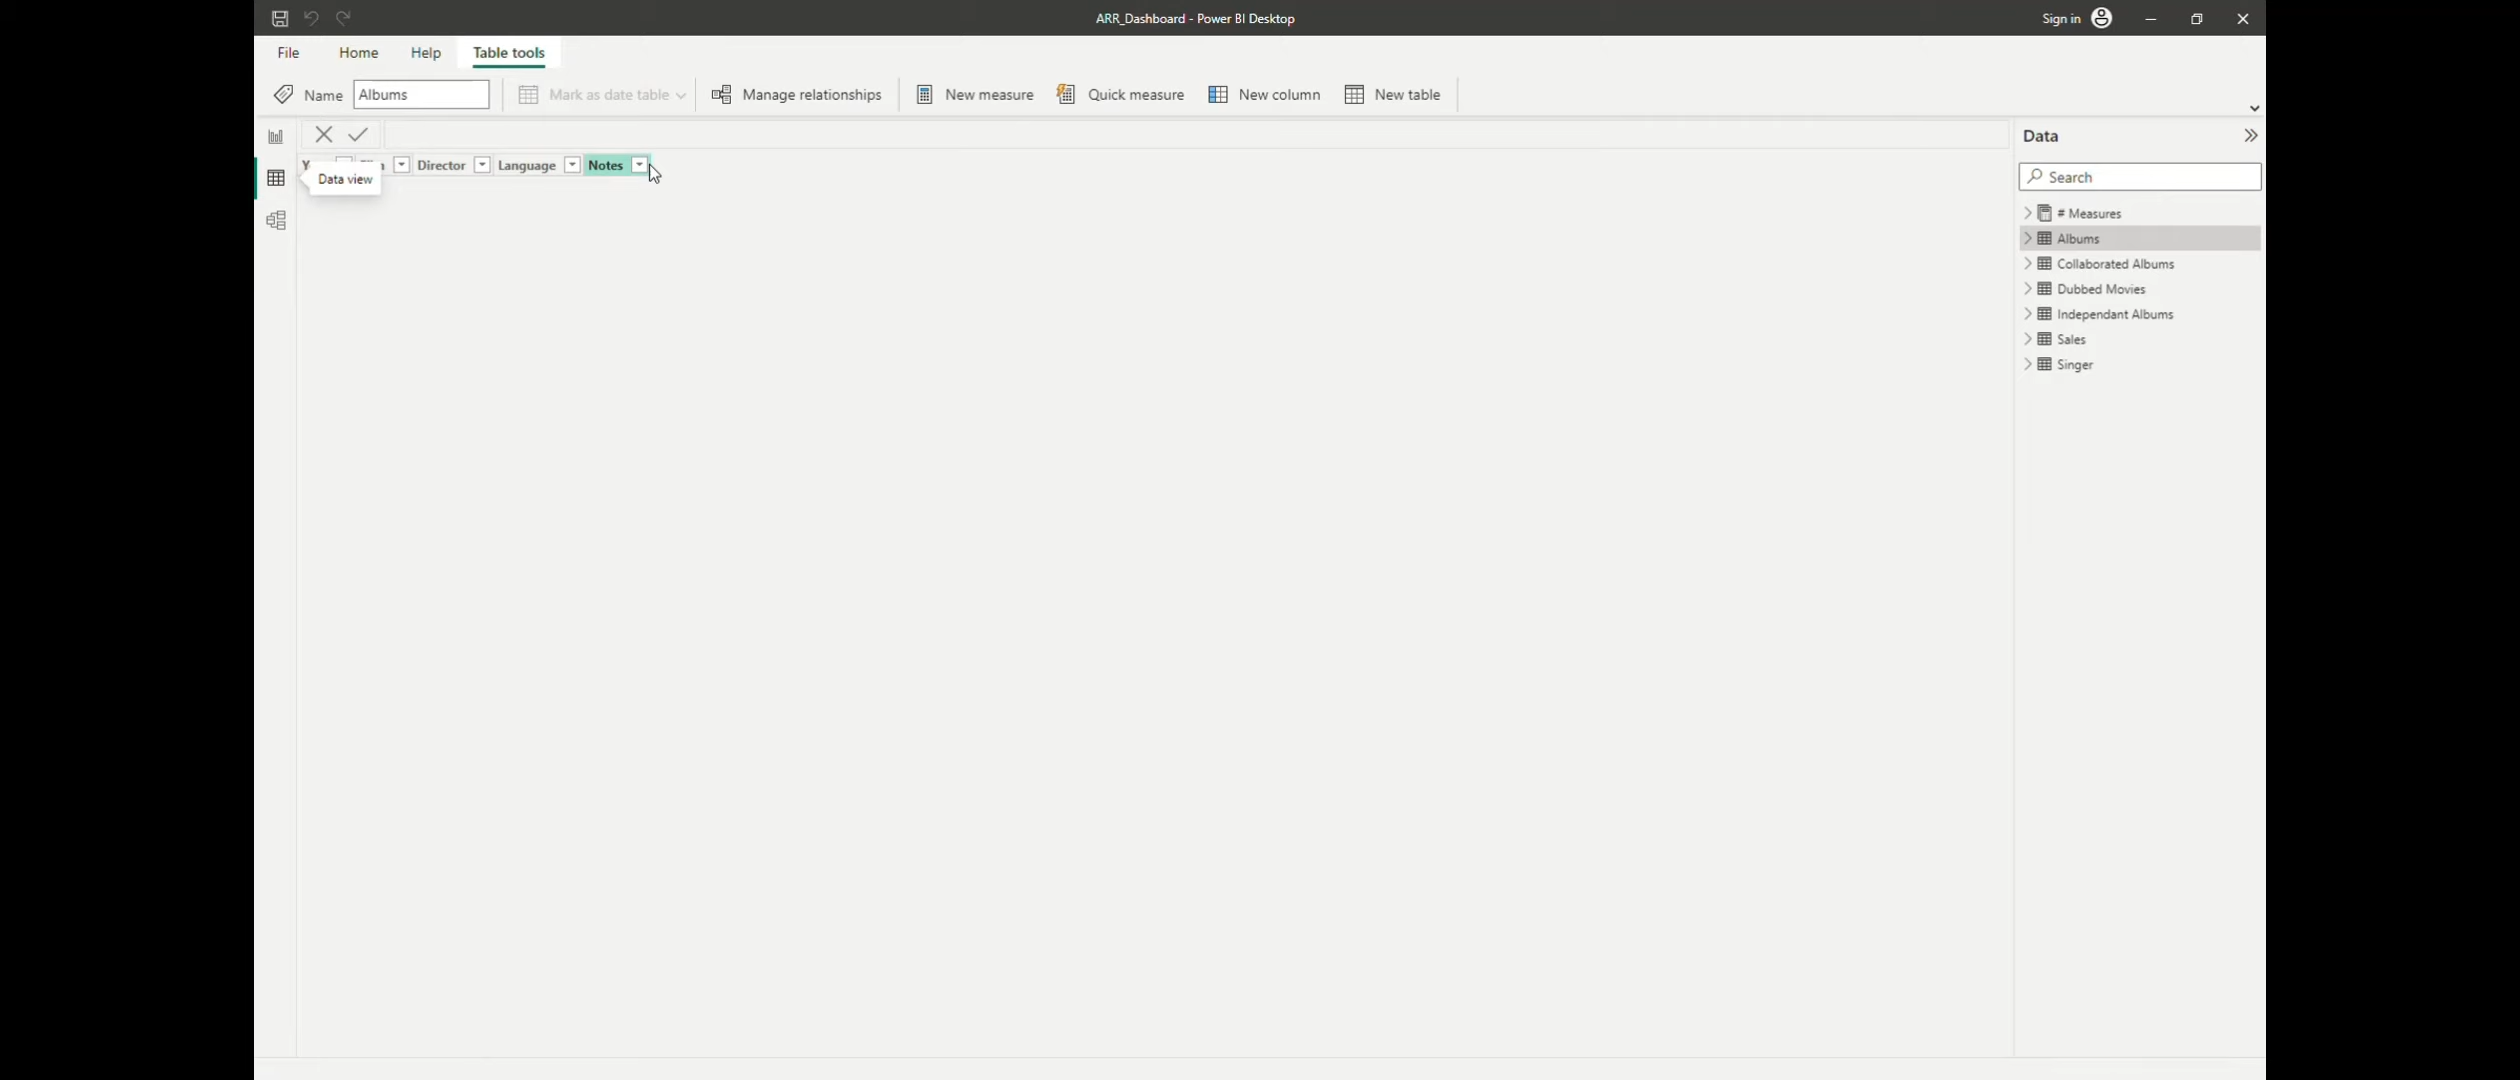 ARR_Dashboard - Power BI Desktop
Sign in
File Home Help Table tools
Name Albums Mark as date table Manage relationships New measure Quick measure New column New table
Data
Director Language Notes
Data view
Search
# Measures
Albums
Collaborated Albums
Dubbed Movies
Independant Albums
Sales
Singer